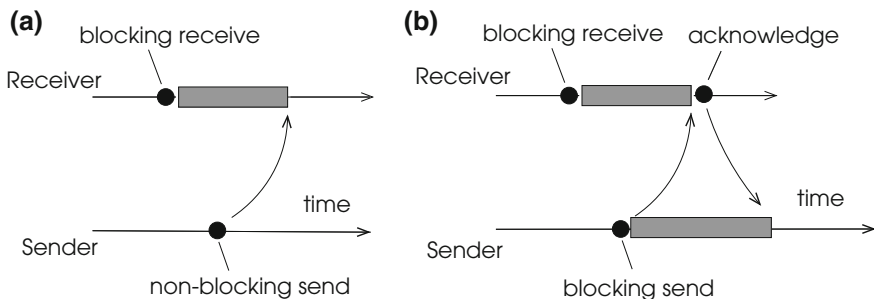 (a)
blocking receive
Receiver
time
Sender
non-blocking send
(b)
blocking receive
acknowledge
Receiver
time
Sender
blocking send